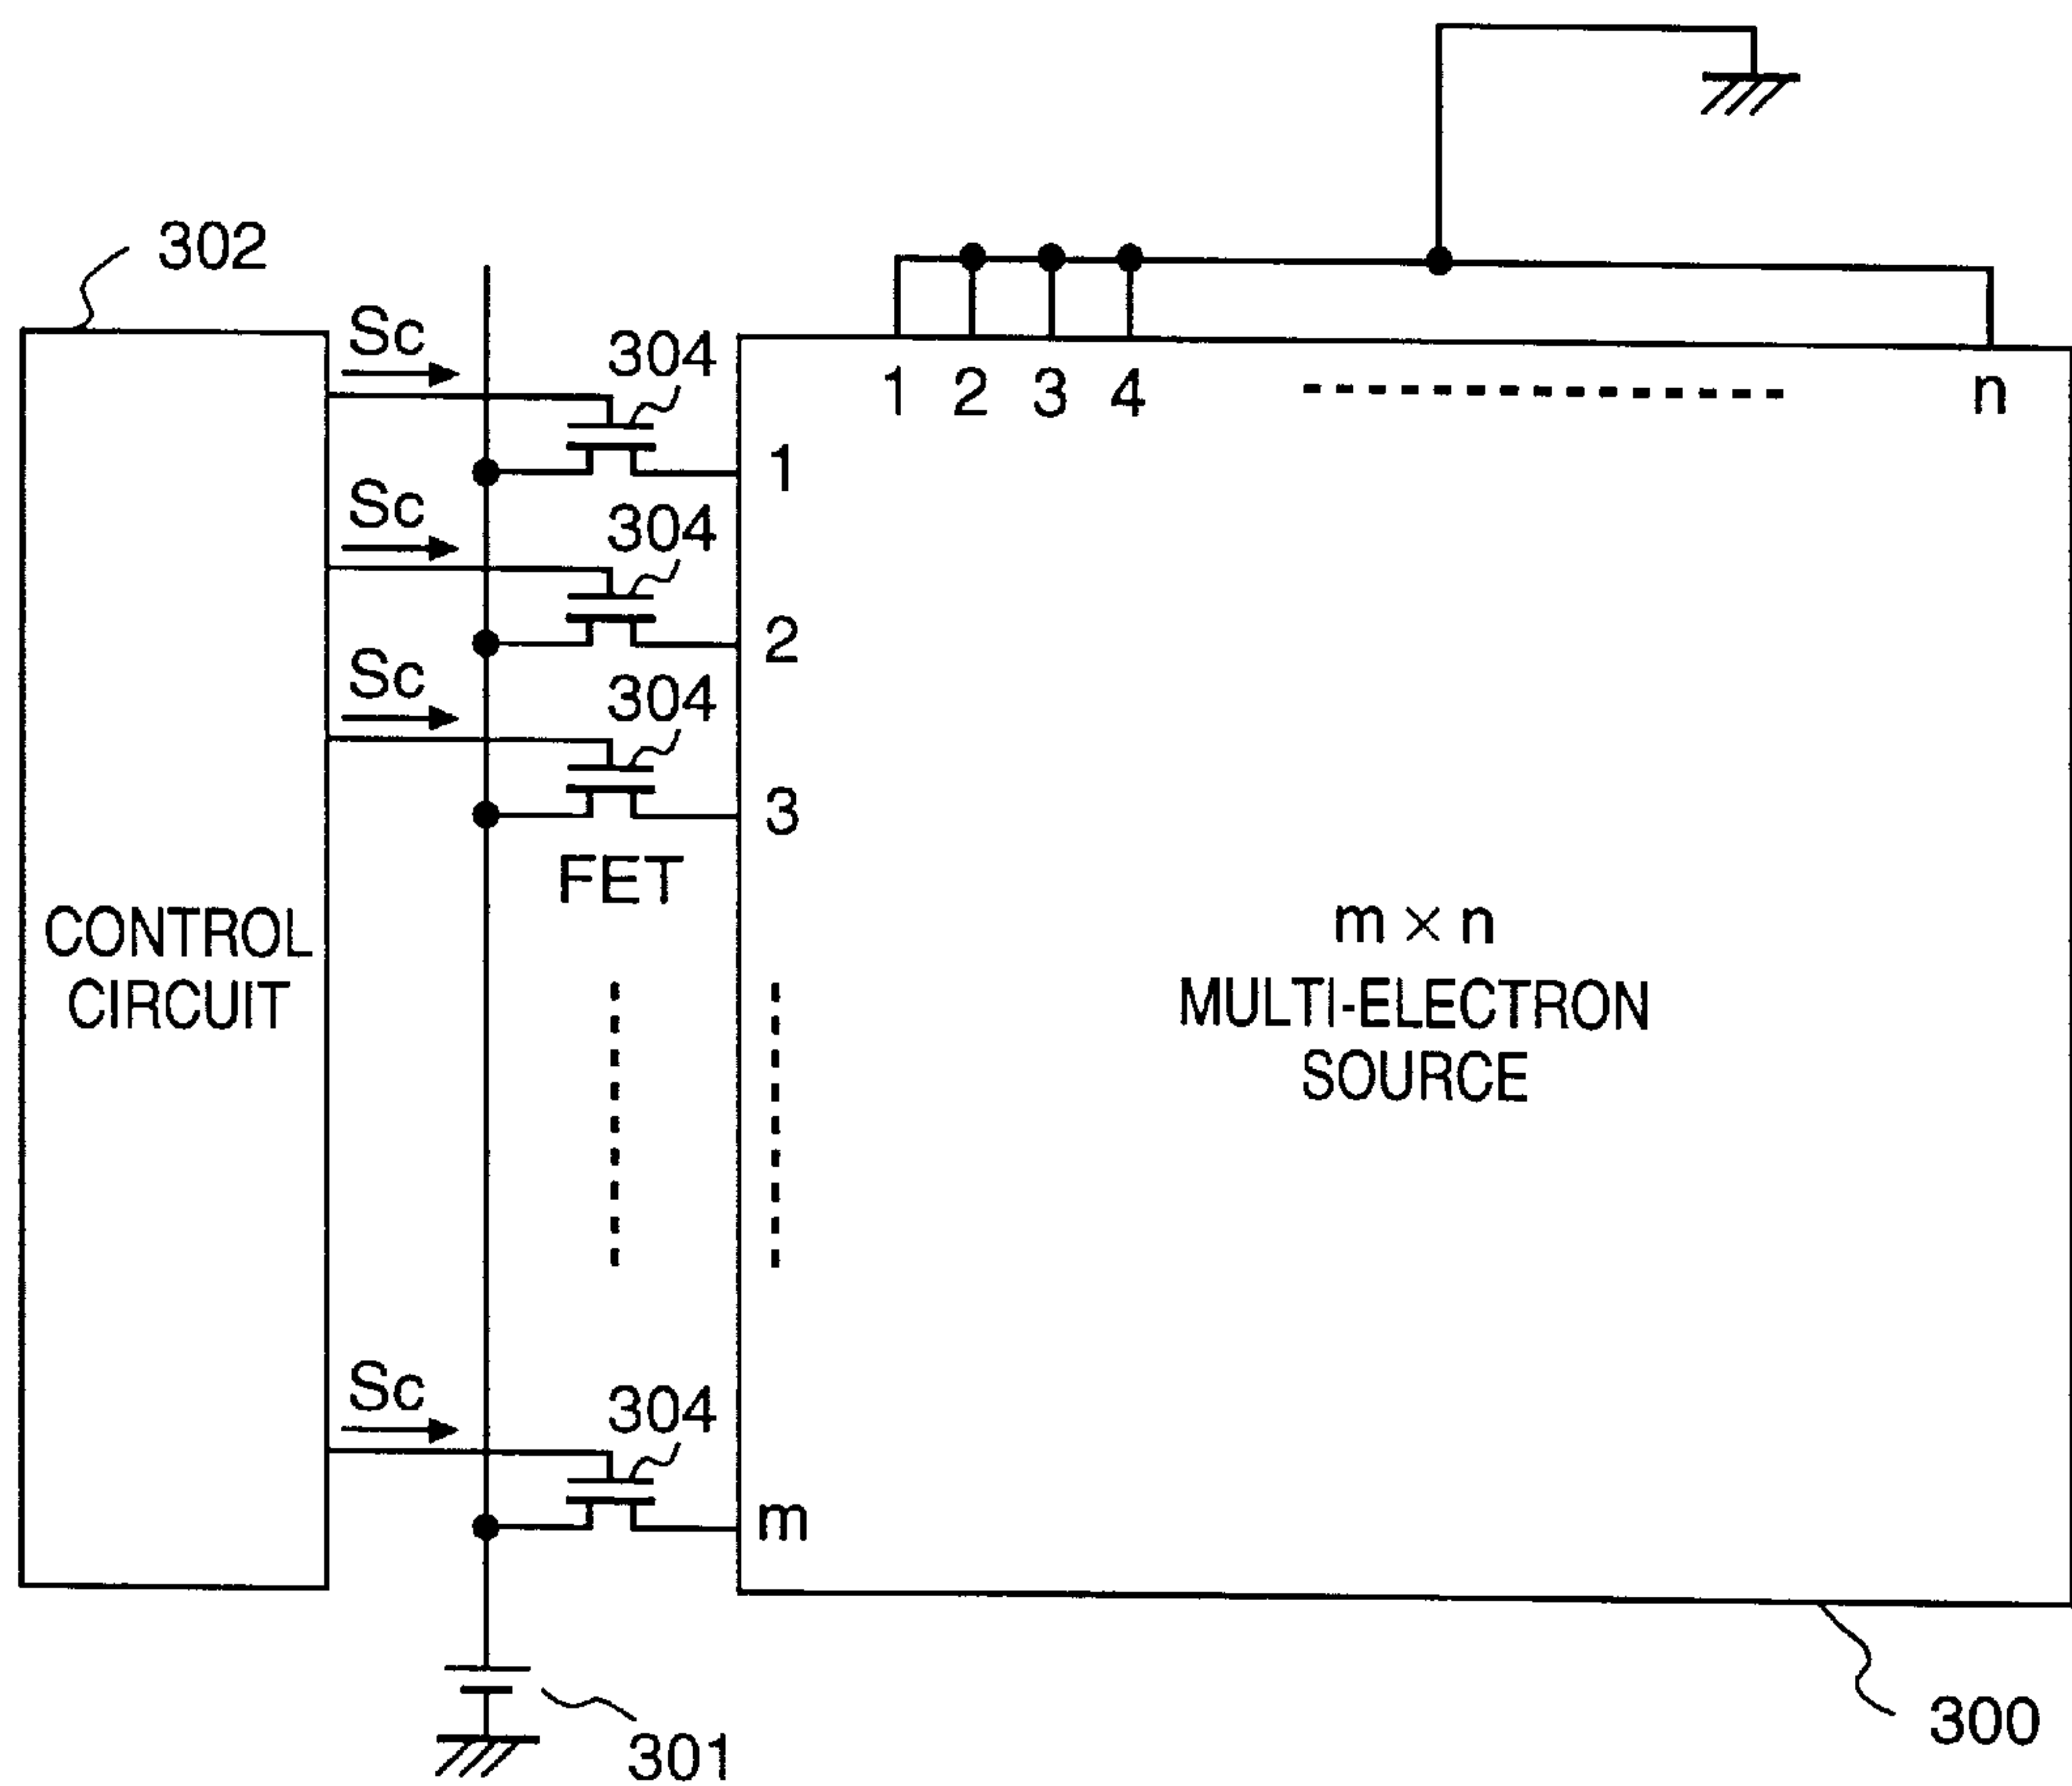 302
Sc
304
1 2 3 4 n
1
Sc
304
2
Sc
304
3
FET
CONTROL
CIRCUIT
m × n
MULTI-ELECTRON
SOURCE
Sc
304
m
301
300